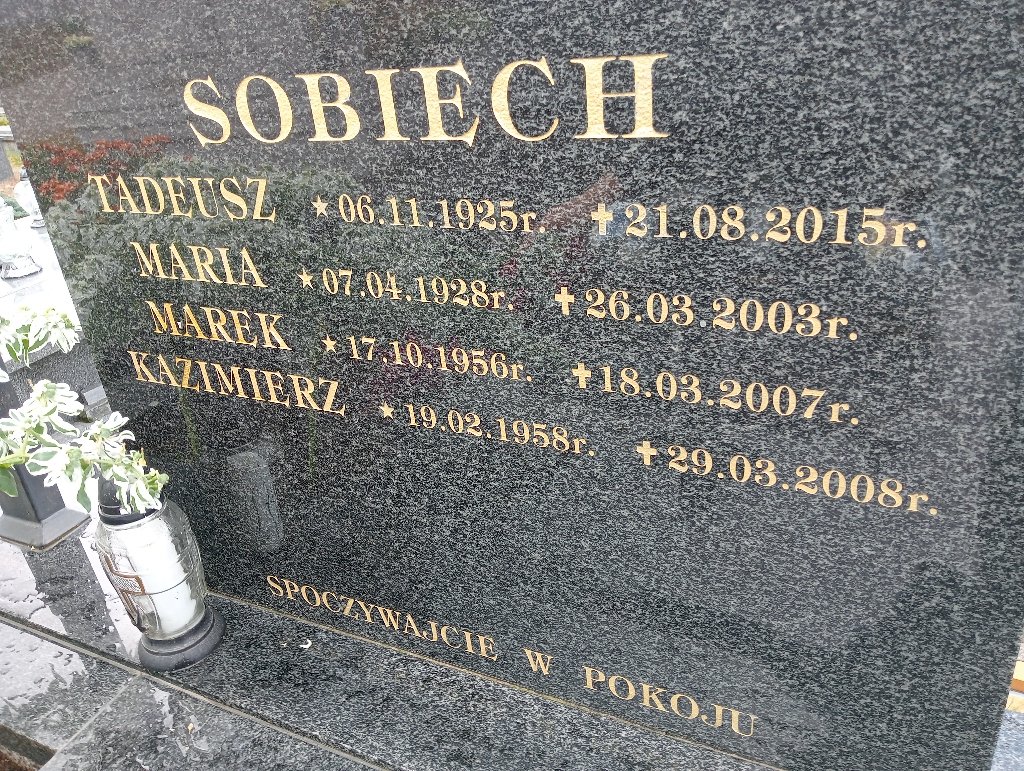 SOBIĘCH
TADEUSZ ★06.11.1925r. ✝21.08.2015r.
MARIA ★07.04.1928r. ✝26.03.2003r.
MAREK ★17.10.1956r. ✝18.03.2007r.
KAZIMIERZ ★19.02.1958r. ✝29.03.2008r.
SPOCZYWAJCIE W POKOJU